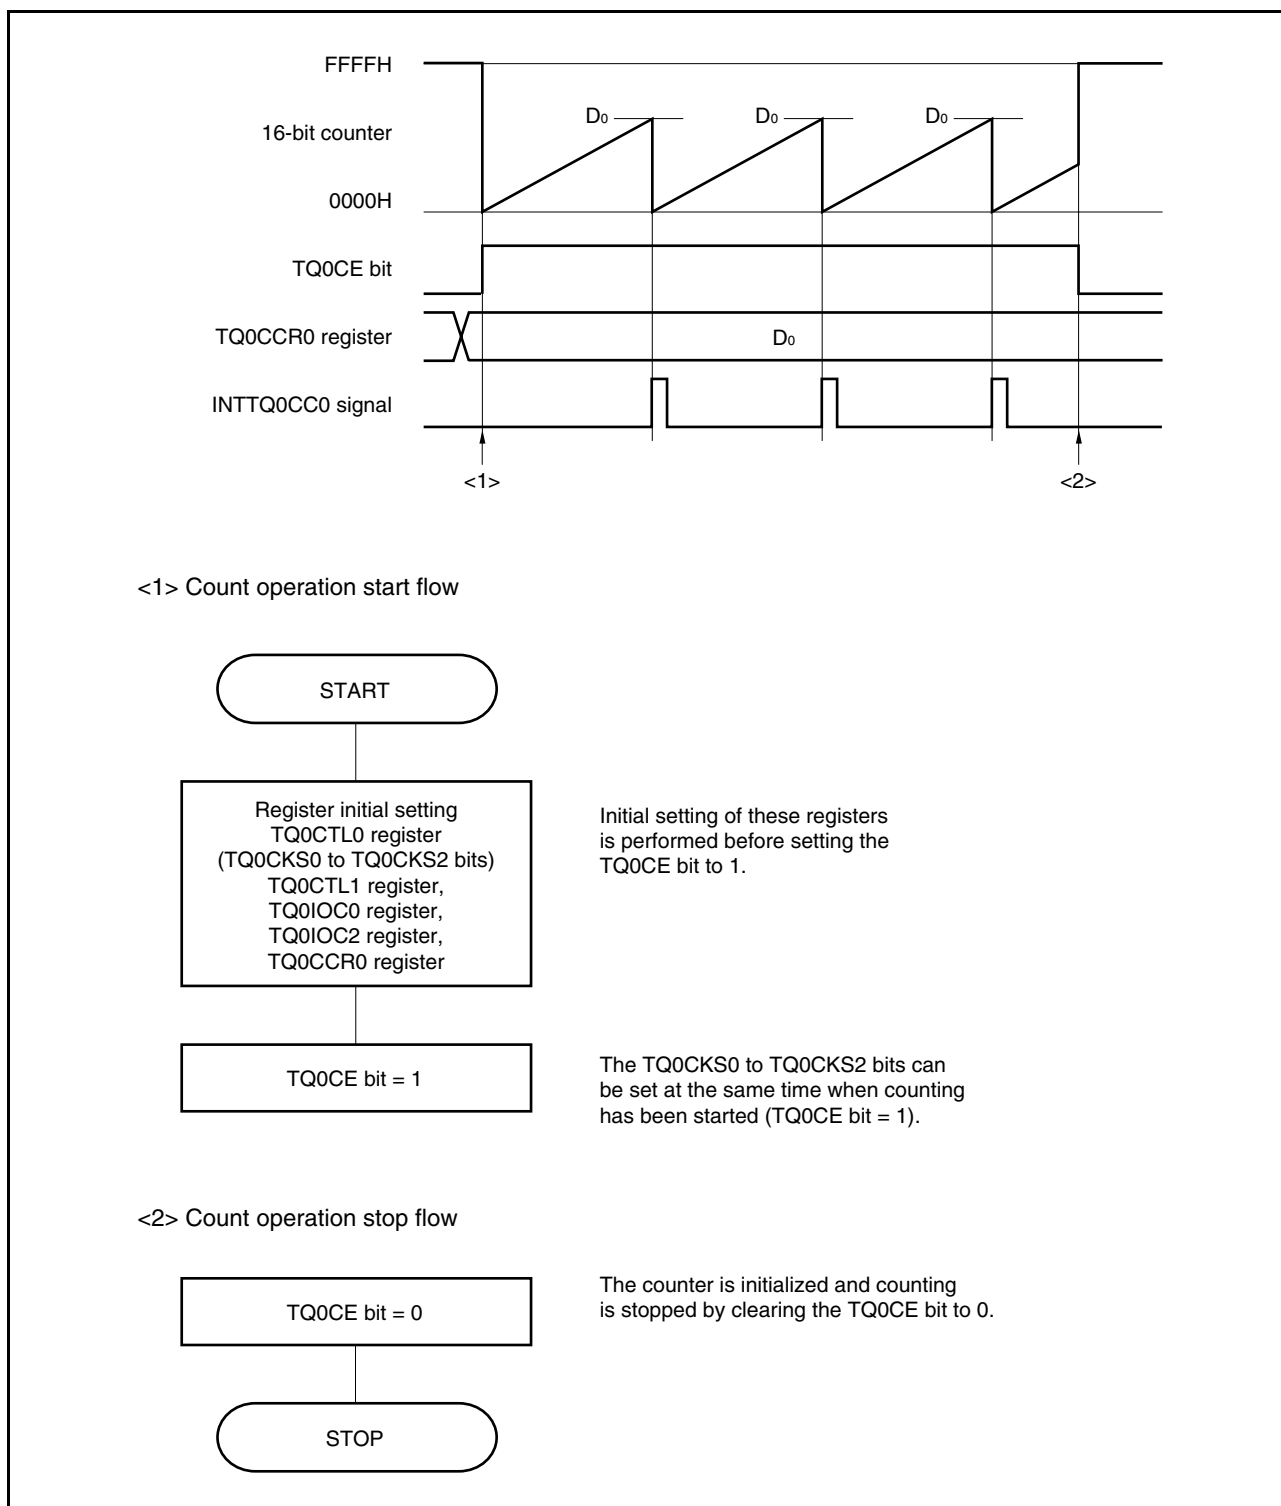 FFFFH
D0 D0 D0
16-bit counter
0000H
TQ0CE bit
TQ0CCR0 register
D0
INTTQ0CC0 signal
<1> <2>
<1> Count operation start flow
START
Register initial setting
TQ0CTL0 register
(TQ0CKS0 to TQ0CKS2 bits)
TQ0CTL1 register,
TQ0IOC0 register,
TQ0IOC2 register,
TQ0CCR0 register
Initial setting of these registers
is performed before setting the
TQ0CE bit to 1.
TQ0CE bit = 1
The TQ0CKS0 to TQ0CKS2 bits can
be set at the same time when counting
has been started (TQ0CE bit = 1).
<2> Count operation stop flow
TQ0CE bit = 0
The counter is initialized and counting
is stopped by clearing the TQ0CE bit to 0.
STOP